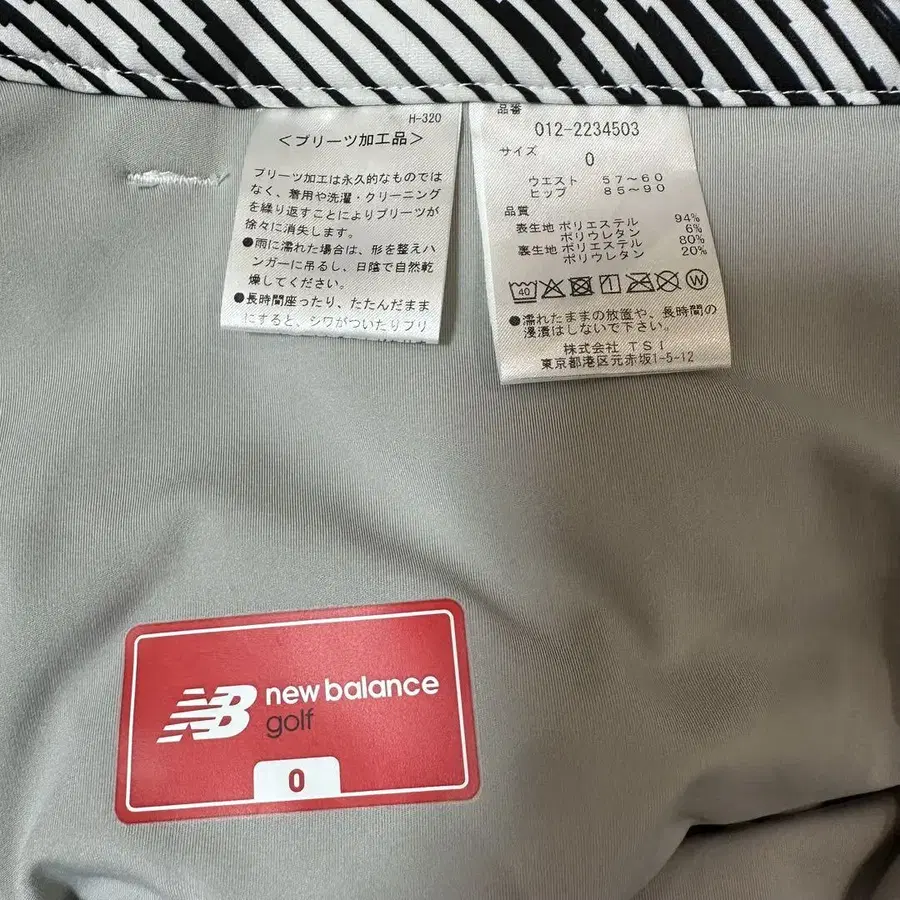 H-320
<プリーツ加工品>
プリーツ加工は永久的なものでは
なく、着用や洗濯・クリーニング
を繰り返すことによりプリーツが
徐々に消失します。
●雨に濡れた場合は、形を整えハ
ンガーに吊るし、日陰で自然乾
燥してください。
●長時間座ったり、たたんだまま
にすると、シワがついたりプリ
品番
012-2234503
サイズ
0
ウエスト 57〜60
ヒップ 85〜90
品質
表生地 ポリエステル 94%
ポリウレタン 6%
裏生地 ポリエステル 80%
ポリウレタン 20%
40 W
●濡れたままの放置や、長時間の
浸漬はしないで下さい。
株式会社 TSI
東京都港区元赤坂1-5-12
NB new balance
golf
0